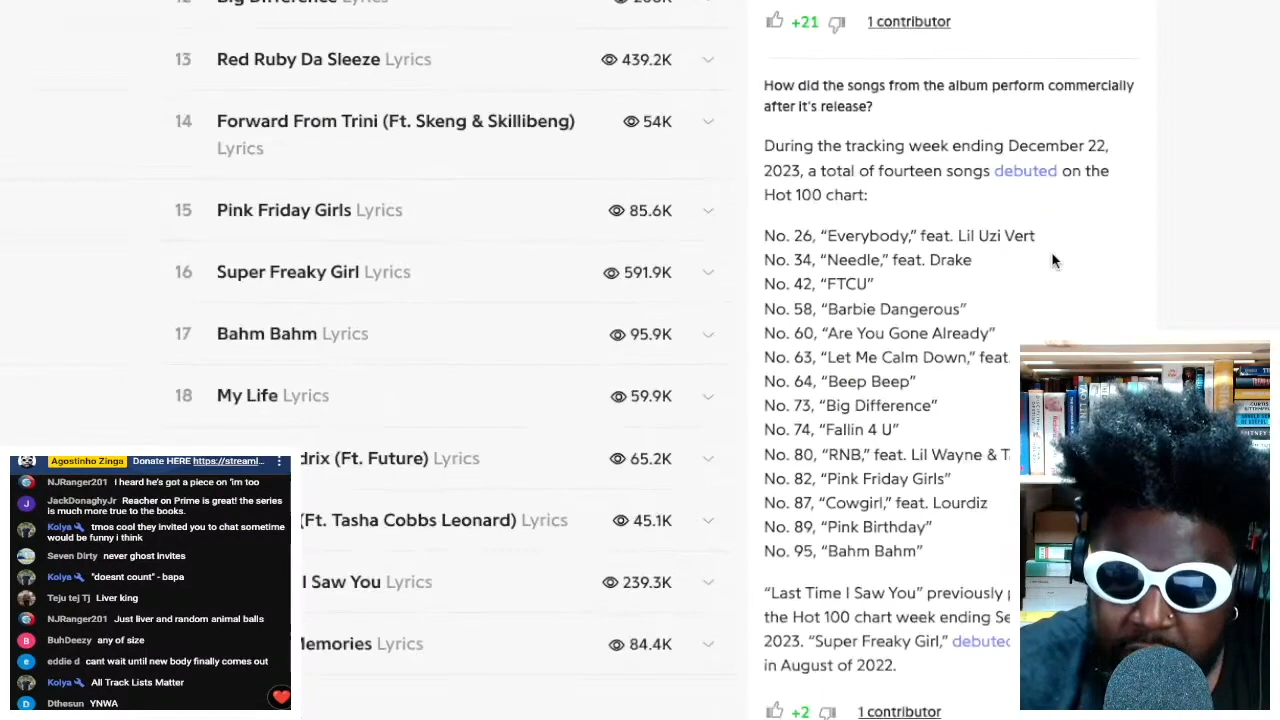 Big Difference Lyrics
13 Red Ruby Da Sleeze Lyrics 439.2K
14 Forward From Trini (Ft. Skeng & Skillibeng) 54K
Lyrics
15 Pink Friday Girls Lyrics 85.6K
16 Super Freaky Girl Lyrics 591.9K
17 Bahm Bahm Lyrics 95.9K
18 My Life Lyrics 59.9K
drix (Ft. Future) Lyrics 65.2K
(Ft. Tasha Cobbs Leonard) Lyrics 45.1K
I Saw You Lyrics 239.3K
Memories Lyrics 84.4K
+21 1 contributor
How did the songs from the album perform commercially
after it's release?
During the tracking week ending December 22,
2023, a total of fourteen songs debuted on the
Hot 100 chart:
No. 26, “Everybody,” feat. Lil Uzi Vert
No. 34, “Needle,” feat. Drake
No. 42, “FTCU”
No. 58, “Barbie Dangerous”
No. 60, “Are You Gone Already”
No. 63, “Let Me Calm Down,” feat.
No. 64, “Beep Beep”
No. 73, “Big Difference”
No. 74, “Fallin 4 U”
No. 80, “RNB,” feat. Lil Wayne & T
No. 82, “Pink Friday Girls”
No. 87, “Cowgirl,” feat. Lourdiz
No. 89, “Pink Birthday”
No. 95, “Bahm Bahm”
“Last Time I Saw You” previously
the Hot 100 chart week ending Se
2023. “Super Freaky Girl,” debuted
in August of 2022.
+2 1 contributor
Agostinho Zinga Donate HERE https://streaml...
NJRanger201 I heard he's got a piece on 'im too
JackDonaghyJr Reacher on Prime is great! the series
is much more true to the books.
Kolya tmos cool they invited you to chat sometime
would be funny i think
Seven Dirty never ghost invites
Kolya "doesnt count" - bapa
Teju tej Tj Liver king
NJRanger201 Just liver and random animal balls
BuhDeezy any of size
eddie d cant wait until new body finally comes out
Kolya All Track Lists Matter
Dthesun YNWA